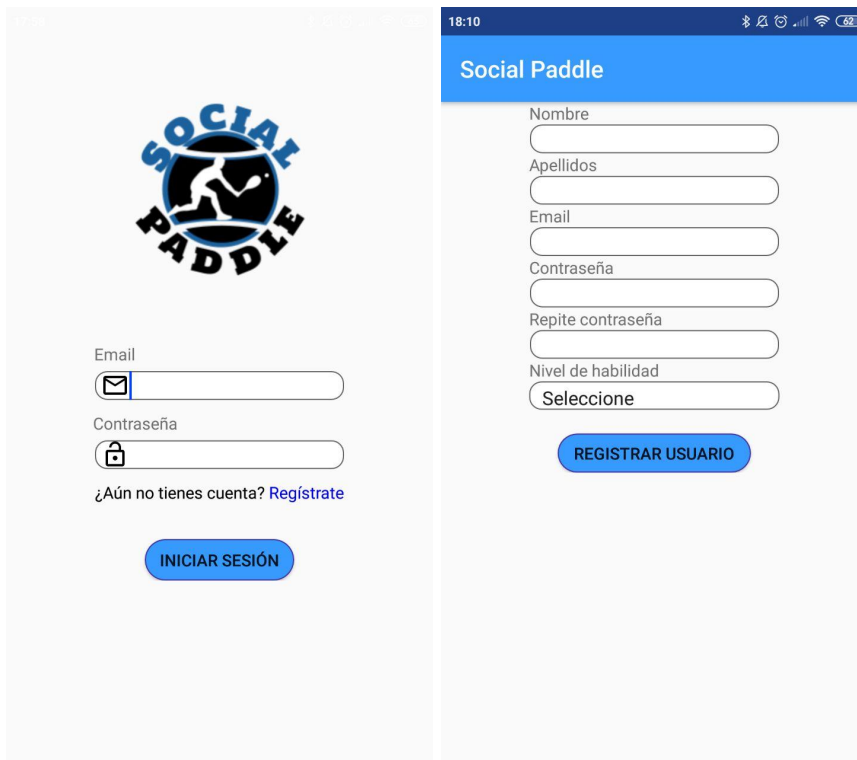 SOCIAL
PADDLE
Email
Contraseña
¿Aún no tienes cuenta? Regístrate
INICIAR SESIÓN
18:10
62
Social Paddle
Nombre
Apellidos
Email
Contraseña
Repite contraseña
Nivel de habilidad
Seleccione
REGISTRAR USUARIO